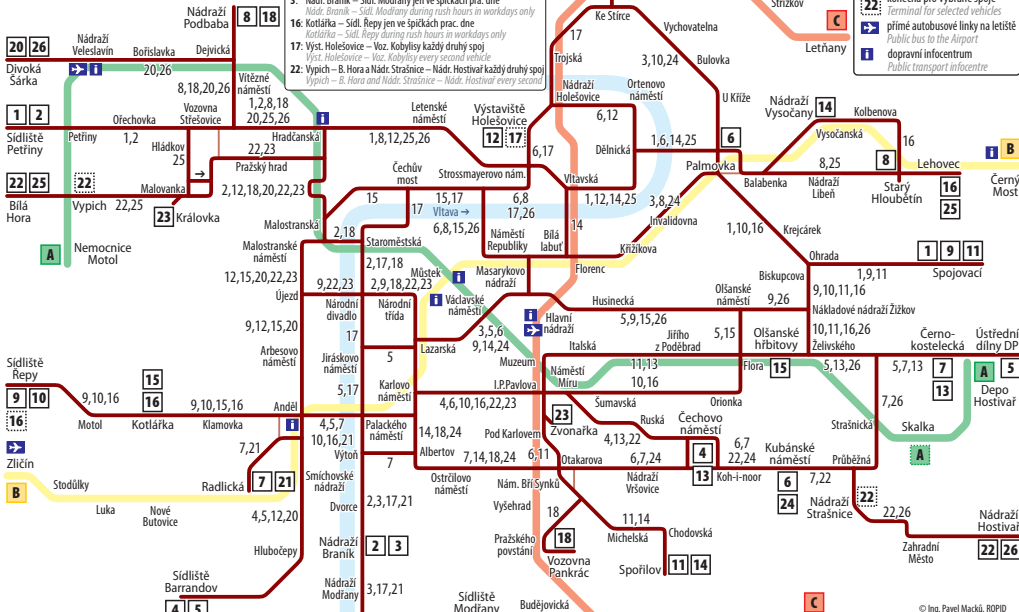 3: Nádr. Braník – Sídl. Modřany jen ve špičkách prac. dne
Nádr. Braník – Sídl. Modřany during rush hours in workdays only
16: Kotlářka – Sídl. Řepy jen ve špičkách prac. dne
Kotlářka – Sídl. Řepy during rush hours in workdays only
17: Výst. Holešovice – Voz. Kobylisy každý druhý spoj
Výst. Holešovice – Voz. Kobylisy every second vehicle
22: Vypich – B. Hora a Nádr. Strašnice – Nádr. Hostivař každý druhý spoj
Vypich – B. Hora and Nádr. Strašnice – Nádr. Hostivař every second
22
Terminal for selected vehicles
přímé autobusové linky na letiště
Public bus to the Airport
i dopravní infocentrum
Public transport infocentre
Nádraží
Podbaba
8 18
Ke Stírce
17
Vychovatelna
Střížkov
C
Letňany
20 26
Divoká
Šárka
Nádraží
Veleslavín
i
Bořislavka
20,26
Dejvická
8,18,20,26
Vítězné
náměstí
1,2,8,18
20,25,26
Trojská
Nádraží
Holešovice
3,10,24
Bulovka
Ortenovo
náměstí
U Kříže
1 2
Sídliště
Petřiny
Petřiny
Ořechovka
1,2
Vozovna
Střešovice
Hládkov
25
22,23
Pražský hrad
Hradčanská
i
Letenské
náměstí
1,8,12,25,26
Výstaviště
Holešovice
12 17
6,17
6,12
Dělnická
1,6,14,25
6
Palmovka
Nádraží
Vysočany
14
Kolbenova
Vysočanská
16
8
Lehovec
i B
Černý
Most
8,25
Balabenka
Nádraží
Libeň
Starý
Hloubětín
16
25
22 25
Bílá
Hora
22
Vypich
22,25
Malovanka
→
23
Královka
2,12,18,20,22,23
Čechův
most
Strossmayerovo nám.
Vltavská
1,12,14,25
3,8,24
Invalidovna
1,10,16
Krejcárek
Malostranská
2,18
15
17
15,17
Vltava →
6,8,15,26
6,8
17,26
14
Náměstí
Republiky
Bílá
labuť
Křižíkova
Florenc
A
Nemocnice
Motol
Malostranské
náměstí
12,15,20,22,23
Staroměstská
2,17,18
Můstek
i
Masarykovo
nádraží
Ohrada
1,9,11
1 9 11
Spojovací
Biskupcova
9,10,11,16
Újezd
9,22,23
2,9,18,22,23
i Václavské
náměstí
i Hlavní
nádraží
Husinecká
5,9,15,26
Olšanské
náměstí
9,26
Nákladové nádraží Žižkov
10,11,16,26
9,12,15,20
Národní
divadlo
17
Národní
třída
5
Lazarská
3,5,6
9,14,24
Italská
Jiřího
z Poděbrad
5,15
Olšanské
hřbitovy
Želivského
Černo-
kostelecká
Ústřední
dílny DP
Arbesovo
náměstí
Jiráskovo
náměstí
Muzeum
Náměstí
Míru
11,13
10,16
Flora
15
5,13,26
5,7,13
7
13
A 5
Depo
Hostivař
Sídliště
Řepy
9 10
16
9,10,16
Motol
15
16
Kotlářka
9,10,15,16
Klamovka
Anděl
i
5,17
Karlovo
náměstí
I.P.Pavlova
4,6,10,16,22,23
Šumavská
Orionka
7,26
4,5,7
10,16,21
Palackého
náměstí
14,18,24
23
Zvonařka
Ruská
Čechovo
náměstí
Strašnická
Skalka
A
Zličín
B
Stodůlky
Luka
Nové
Butovice
7,21
Radlická
7 21
Výtoň
7
Albertov
7,14,18,24
Pod Karlovem
6,11
4,13,22
Otakarova
6,7,24
4
13 Koh-i-noor
6,7
22,24
Kubánské
náměstí
6
24
Průběžná
7,22
Smíchovské
nádraží
4,5,12,20
Dvorce
2,3,17,21
Ostrčilovo
náměstí
Nám. Bří Synků
Nádraží
Vršovice
Nádraží
Strašnice
22
22,26
Vyšehrad
18
11,14
Michelská
Chodovská
Hlubočepy
Nádraží
Braník
2 3
Pražského
povstání
18
Vozovna
Pankrác
Spořilov
11 14
Zahradní
Město
Nádraží
Hostivař
22 26
Sídliště
Barrandov
4 5
Nádraží
Modřany
3,17,21
Sídliště
Modřany
Budějovická
C
© Ing. Pavel Macků, ROPID